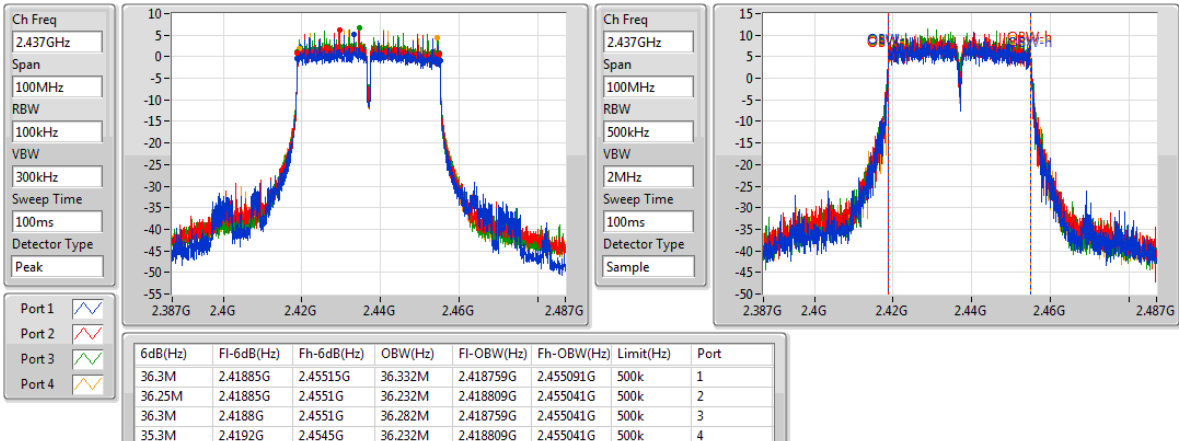 Ch Freq
2.437GHz
Span
100MHz
RBW
100kHz
VBW
300kHz
Sweep Time
100ms
Detector Type
Peak
10
5
0
-5
-10
-15
-20
-25
-30
-35
-40
-45
-50
-55
2.387G 2.4G 2.42G 2.44G 2.46G 2.487G
Ch Freq
2.437GHz
Span
100MHz
RBW
500kHz
VBW
2MHz
Sweep Time
100ms
Detector Type
Sample
15
10
5
0
-5
-10
-15
-20
-25
-30
-35
-40
-45
-50
OBW-h
OBW-h
2.387G 2.4G 2.42G 2.44G 2.46G 2.487G
Port 1
Port 2
Port 3
Port 4
6dB(Hz) Fl-6dB(Hz) Fh-6dB(Hz) OBW(Hz) Fl-OBW(Hz) Fh-OBW(Hz) Limit(Hz) Port
36.3M 2.41885G 2.45515G 36.332M 2.418759G 2.455091G 500k 1
36.25M 2.41885G 2.4551G 36.232M 2.418809G 2.455041G 500k 2
36.3M 2.4188G 2.4551G 36.282M 2.418759G 2.455041G 500k 3
35.3M 2.4192G 2.4545G 36.232M 2.418809G 2.455041G 500k 4